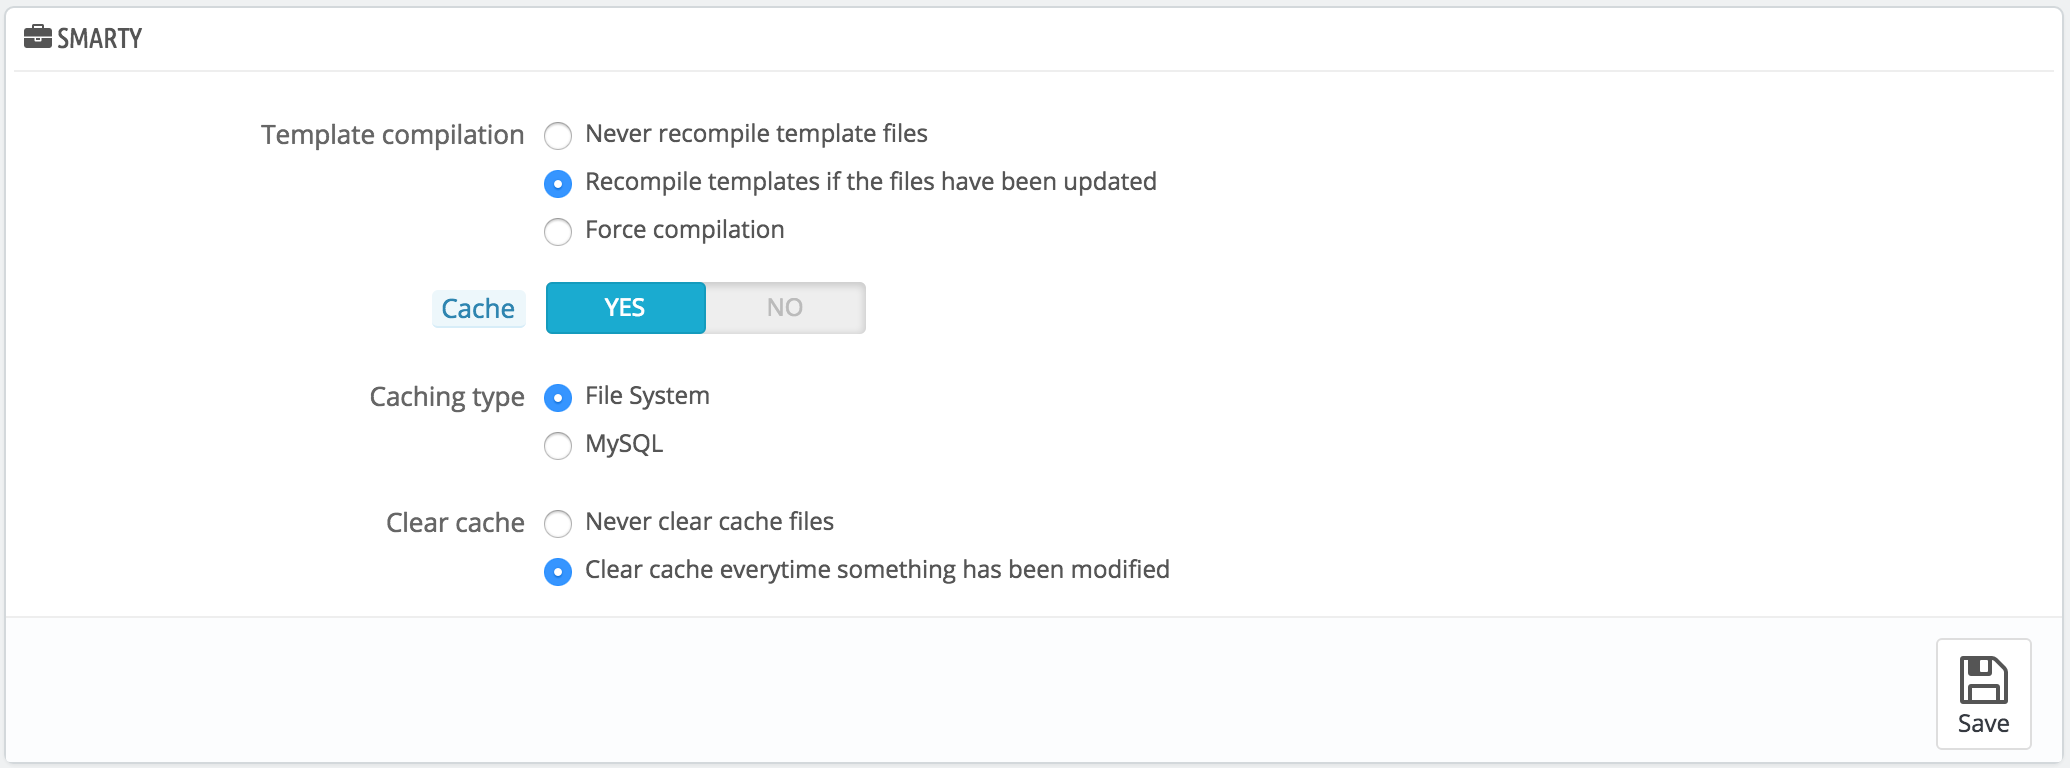 SMARTY
Template compilation
Never recompile template files
Recompile templates if the files have been updated
Force compilation
Cache
YES NO
Caching type
File System
MySQL
Clear cache
Never clear cache files
Clear cache everytime something has been modified
Save